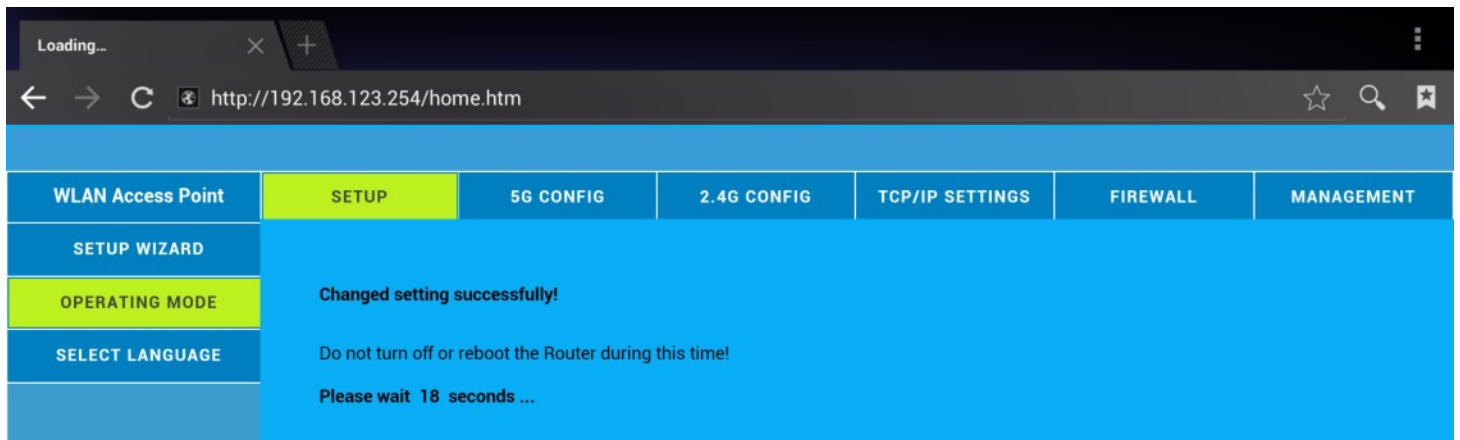 Loading...
http://192.168.123.254/home.htm
WLAN Access Point
SETUP
5G CONFIG
2.4G CONFIG
TCP/IP SETTINGS
FIREWALL
MANAGEMENT
SETUP WIZARD
OPERATING MODE
SELECT LANGUAGE
Changed setting successfully!
Do not turn off or reboot the Router during this time!
Please wait 18 seconds ...